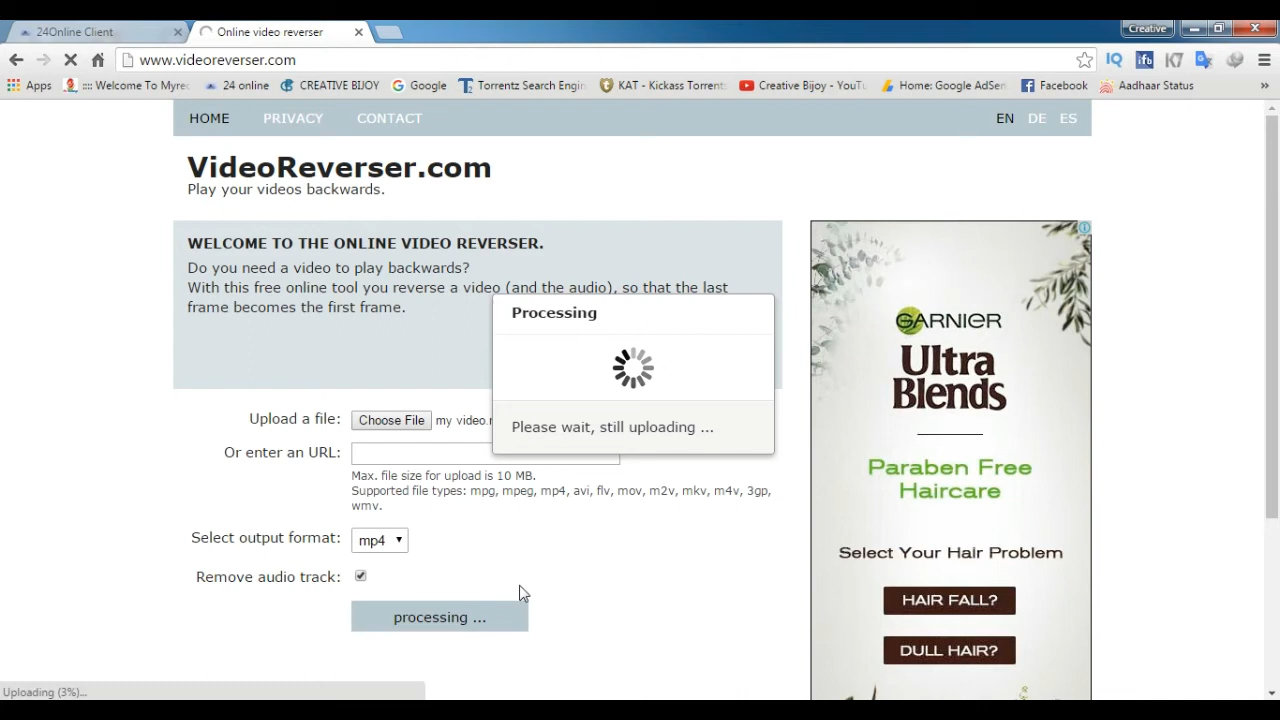 24Online Client
Online video reverser
Creative
www.videoreverser.com
IQ
ifb
K7
Apps
:::: Welcome To Myrec
24 online
CREATIVE BIJOY
Google
Torrentz Search Engin
KAT - Kickass Torrents
Creative Bijoy - YouTu
Home: Google AdSen
Facebook
Aadhaar Status
»
HOME PRIVACY CONTACT
EN DE ES
VideoReverser.com
Play your videos backwards.
WELCOME TO THE ONLINE VIDEO REVERSER.
Do you need a video to play backwards?
With this free online tool you reverse a video (and the audio), so that the last
frame becomes the first frame.
Processing
Please wait, still uploading ...
Upload a file: Choose File my video.
Or enter an URL:
Max. file size for upload is 10 MB.
Supported file types: mpg, mpeg, mp4, avi, flv, mov, m2v, mkv, m4v, 3gp,
wmv.
Select output format: mp4
Remove audio track:
processing ...
GARNIER
Ultra
Blends
Paraben Free
Haircare
Select Your Hair Problem
HAIR FALL?
DULL HAIR?
Uploading (3%)...